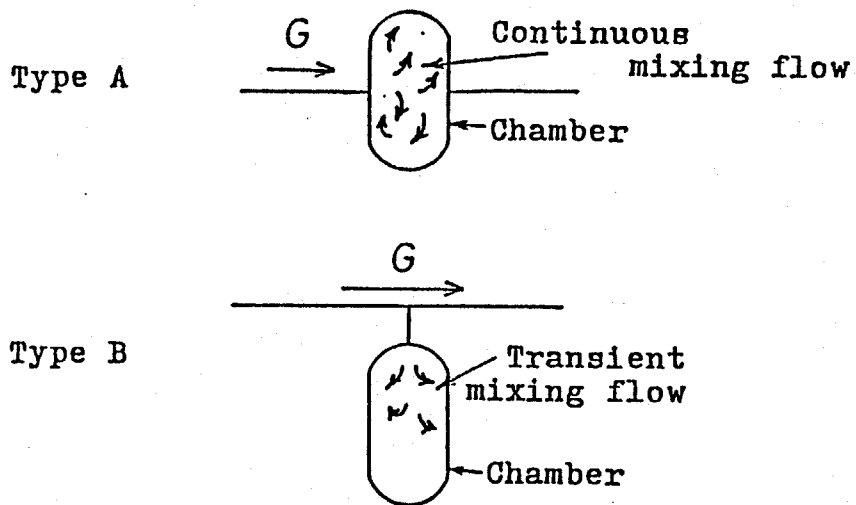 G
Continuous
mixing flow
Type A
Chamber
G
Type B
Transient
mixing flow
Chamber